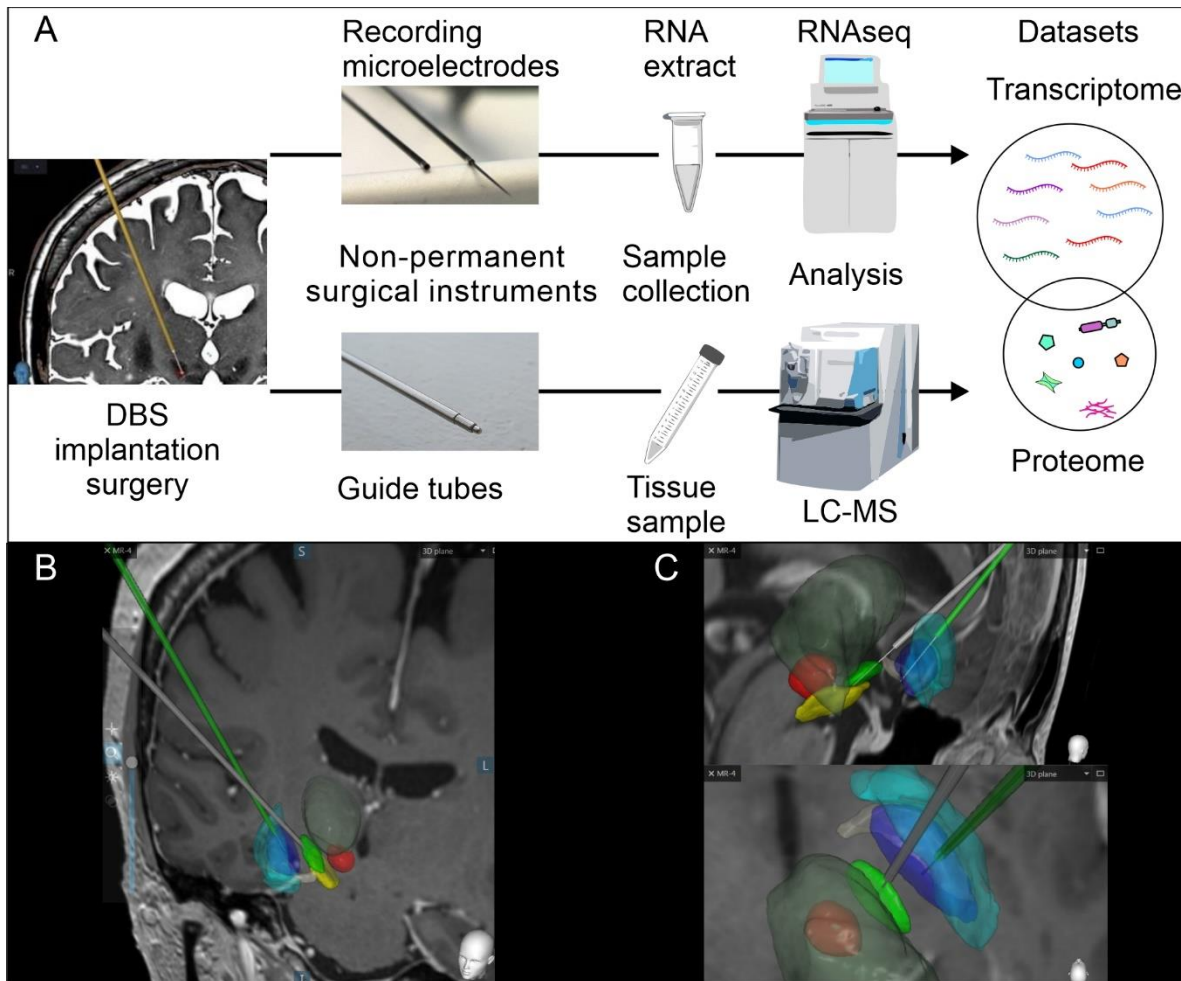 A
Recording
microelectrodes
RNA
extract
RNAseq
Datasets
Transcriptome
Non-permanent
surgical instruments
Sample
collection
Analysis
R
DBS
implantation
surgery
Guide tubes
Tissue
sample
LC-MS
Proteome
B
× MR-4
S
3D plane
L
I
C
× MR-4
3D plane
× MR-4
3D plane